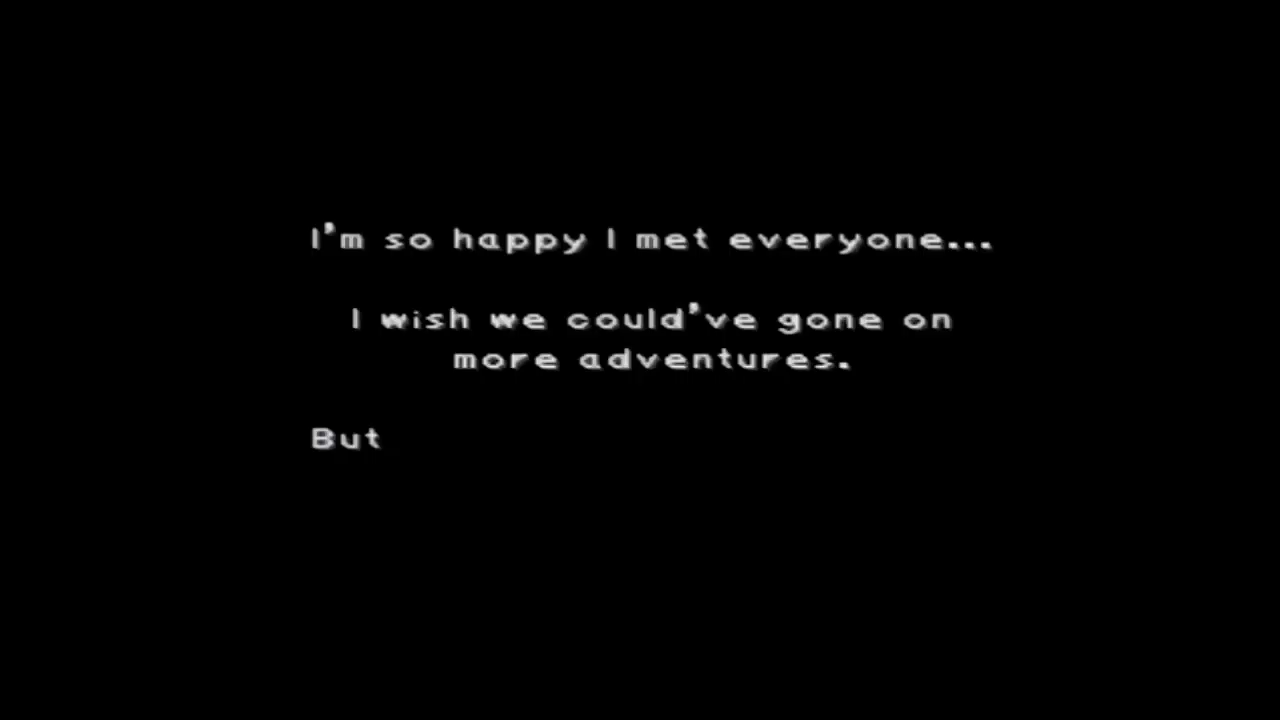 I'm so happy I met everyone...
I wish we could've gone on
more adventures.
But